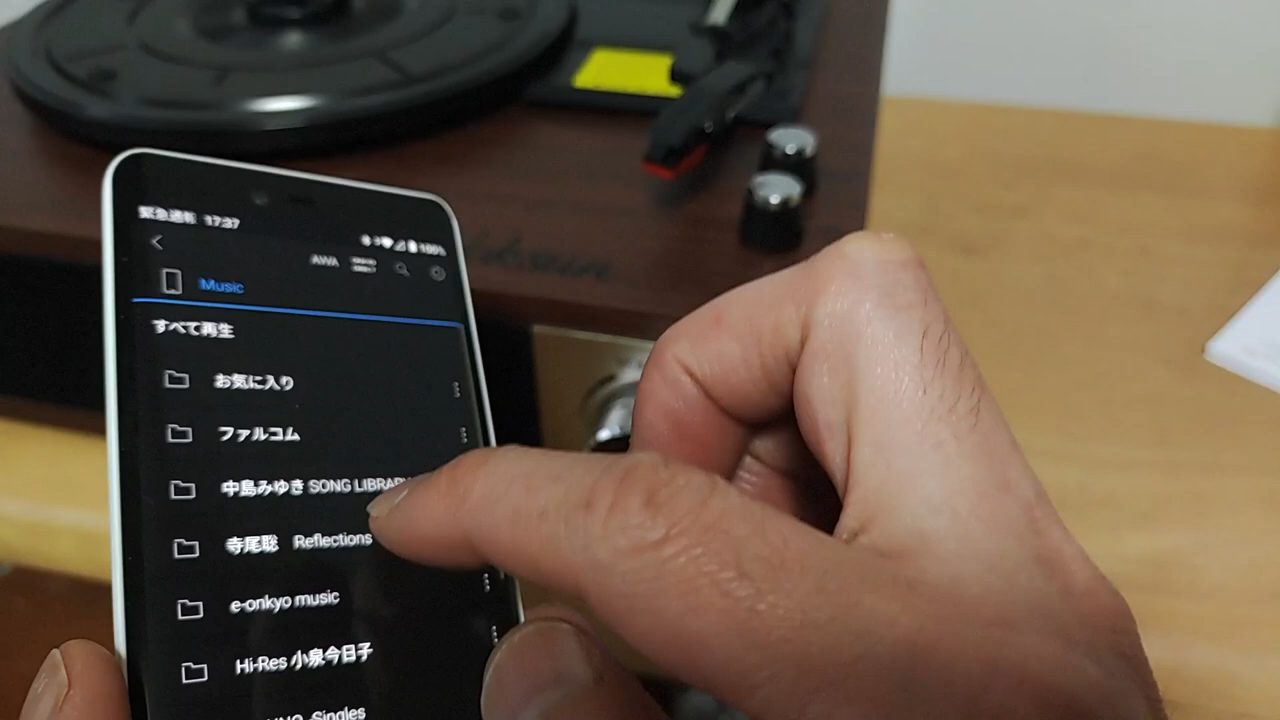 緊急通報 17:37
100%
AWA
Music
すべて再生
お気に入り
ファルコム
中島みゆき SONG LIBRARY
寺尾聡 Reflections
e-onkyo music
Hi-Res 小泉今日子
Singles